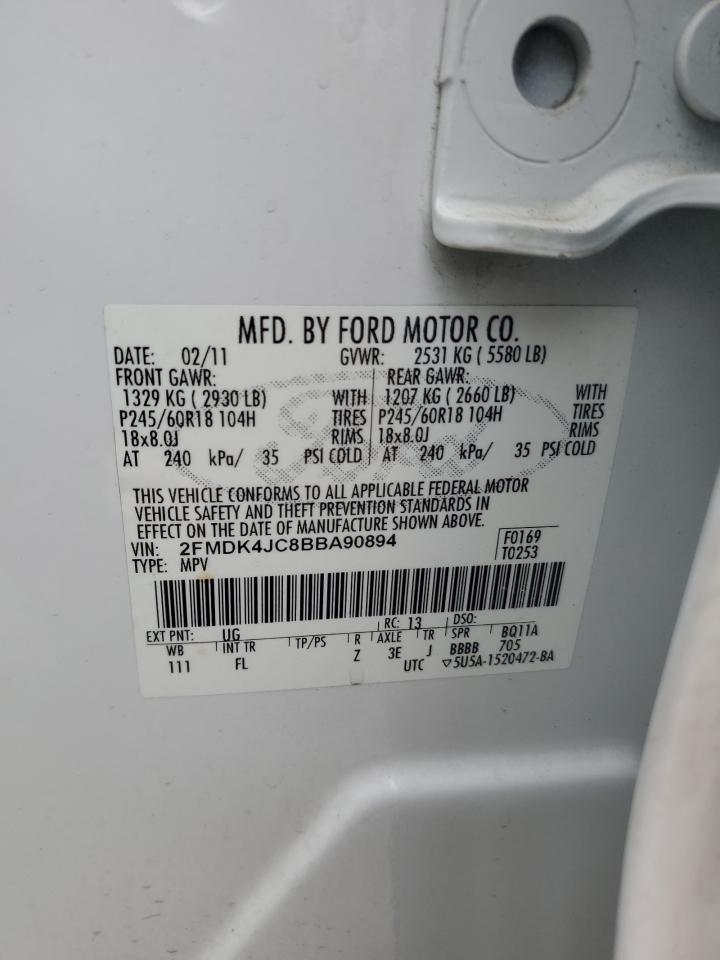 MFD. BY FORD MOTOR CO.
DATE: 02/11 GVWR: 2531 KG ( 5580 LB)
FRONT GAWR: REAR GAWR:
1329 KG ( 2930 LB) WITH 1207 KG ( 2660 LB) WITH
P245/60R18 104H TIRES P245/60R18 104H TIRES
18x8.0J RIMS 18x8.0J RIMS
AT 240 kPa/ 35 PSI COLD AT 240 kPa/ 35 PSI COLD
Ford
THIS VEHICLE CONFORMS TO ALL APPLICABLE FEDERAL MOTOR
VEHICLE SAFETY AND THEFT PREVENTION STANDARDS IN
EFFECT ON THE DATE OF MANUFACTURE SHOWN ABOVE.
VIN: 2FMDK4JC8BBA90894 F0169
TYPE: MPV T0253
EXT PNT: UG RC: 13 DSO:
WB INT TR TP/PS R AXLE TR SPR BQ11A
111 FL Z 3E J BBBB 705
UTC ▽5U5A-1520472-BA